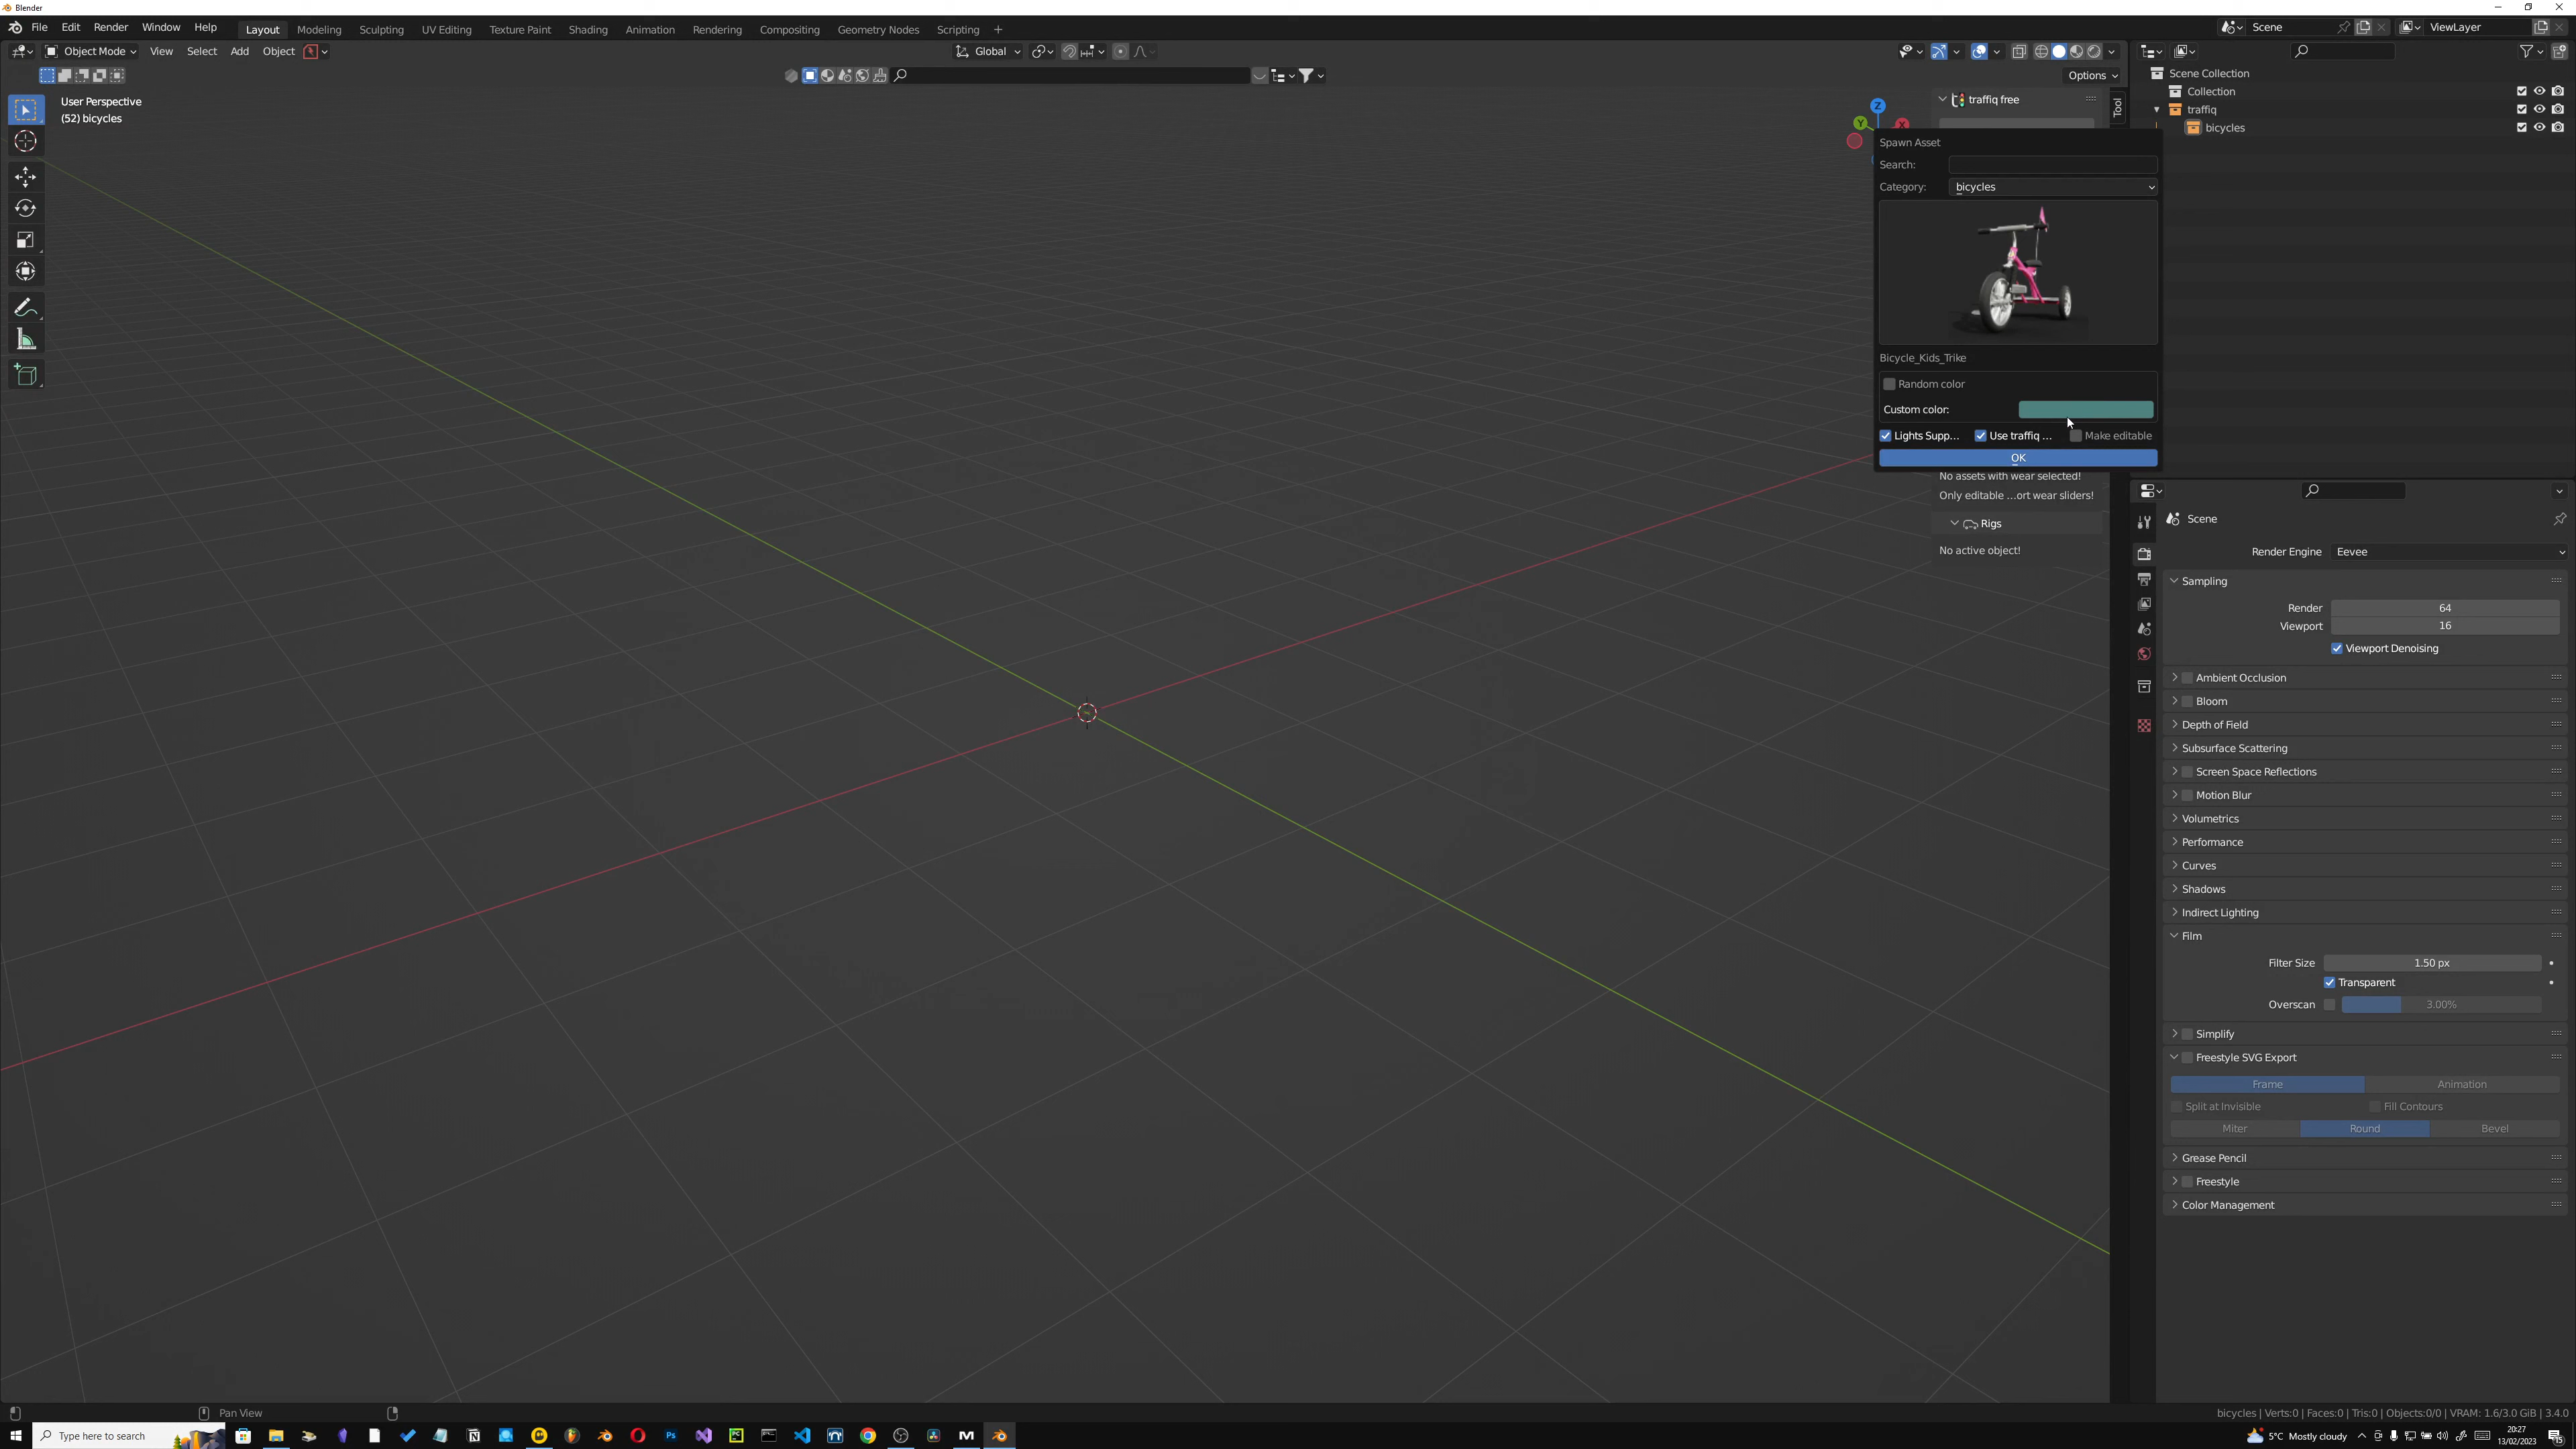 Blender
File Edit Render Window Help Layout Modeling Sculpting UV Editing Texture Paint Shading Animation Rendering Compositing Geometry Nodes Scripting + Scene ViewLayer
Object Mode View Select Add Object Global
Options
User Perspective
(52) bicycles
traffiq free
Tool
Z
Y
X
Scene Collection
Collection
traffiq
bicycles
Spawn Asset
Search:
Category: bicycles
Bicycle_Kids_Trike
Random color
Custom color:
Lights Supp... Use traffiq ... Make editable
OK
No assets with wear selected!
Only editable ...ort wear sliders!
Rigs
No active object!
Scene
Render Engine Eevee
Sampling
Render 64
Viewport 16
Viewport Denoising
Ambient Occlusion
Bloom
Depth of Field
Subsurface Scattering
Screen Space Reflections
Motion Blur
Volumetrics
Performance
Curves
Shadows
Indirect Lighting
Film
Filter Size 1.50 px
Transparent
Overscan 3.00%
Simplify
Freestyle SVG Export
Frame Animation
Split at Invisible Fill Contours
Miter Round Bevel
Grease Pencil
Freestyle
Color Management
Pan View
bicycles | Verts:0 | Faces:0 | Tris:0 | Objects:0/0 | VRAM: 1.6/3.0 GiB | 3.4.0
Type here to search
5°C Mostly cloudy
20:27
13/02/2023